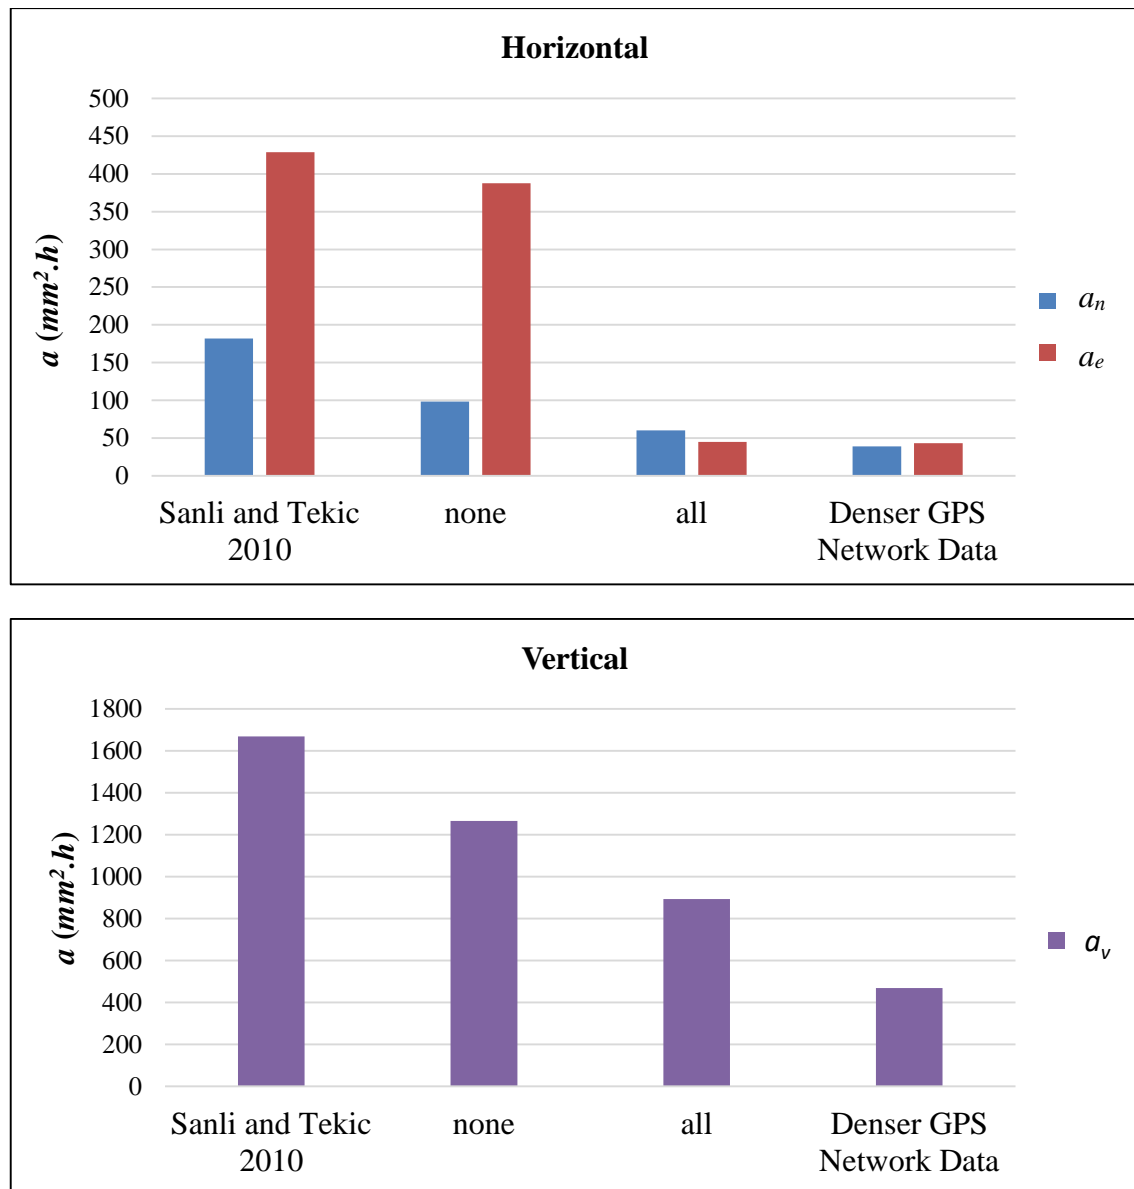 Horizontal
500
450
400
350
300
250
200
150
100
50
0
a (mm².h)
Sanli and Tekic
2010
none
all
Denser GPS
Network Data
aₙ
aₑ
Vertical
1800
1600
1400
1200
1000
800
600
400
200
0
a (mm².h)
Sanli and Tekic
2010
none
all
Denser GPS
Network Data
aᵥ